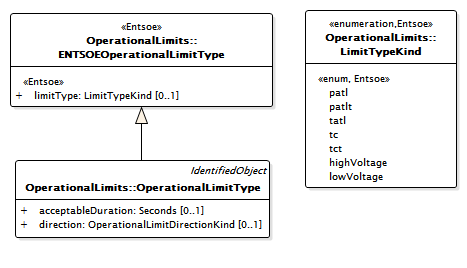 «Entsoe»
OperationalLimits::
ENTSOEOperationalLimitType
«Entsoe»
+ limitType: LimitTypeKind [0..1]
IdentifiedObject
OperationalLimits::OperationalLimitType
+ acceptableDuration: Seconds [0..1]
+ direction: OperationalLimitDirectionKind [0..1]
«enumeration,Entsoe»
OperationalLimits::
LimitTypeKind
«enum, Entsoe»
patl
patlt
tatl
tc
tct
highVoltage
lowVoltage